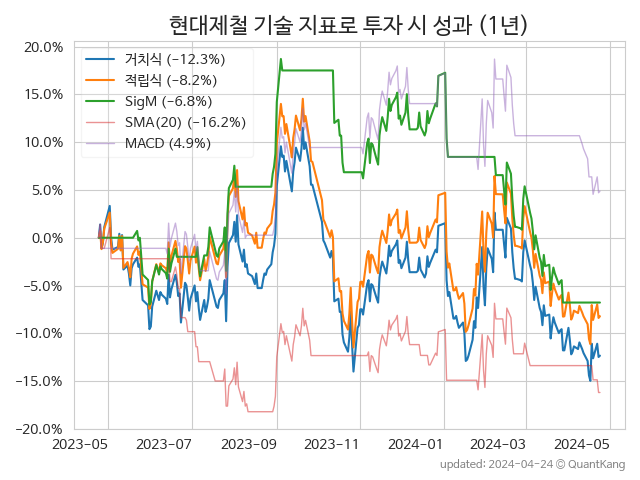 현대제철 기술 지표로 투자 시 성과 (1년)
20.0%
15.0%
10.0%
5.0%
0.0%
−5.0%
−10.0%
−15.0%
−20.0%
거치식 (−12.3%)
적립식 (−8.2%)
SigM (−6.8%)
SMA(20) (−16.2%)
MACD (4.9%)
2023-05 2023-07 2023-09 2023-11 2024-01 2024-03 2024-05
updated: 2024-04-24 © QuantKang